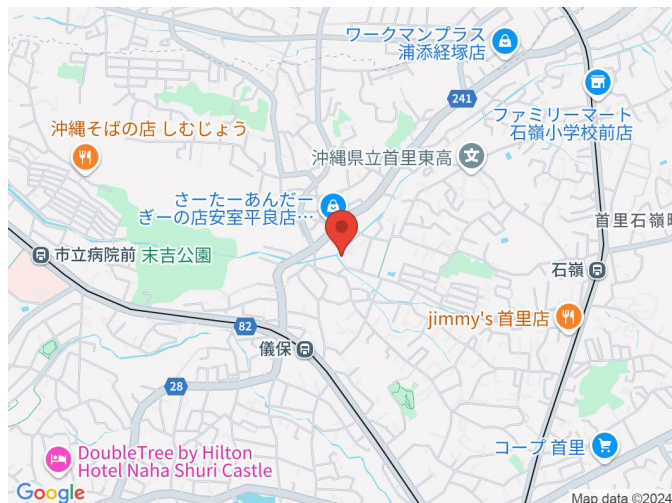 ワークマンプラス
浦添経塚店
241
ファミリーマート
石嶺小学校前店
沖縄そばの店 しむじょう
沖縄県立首里東高
さーたーあんだー
ぎーの店安室平良店…
首里石嶺町
市立病院前
末吉公園
石嶺
jimmy's 首里店
82
儀保
28
コープ 首里
DoubleTree by Hilton
Hotel Naha Shuri Castle
Google
Map data ©2024